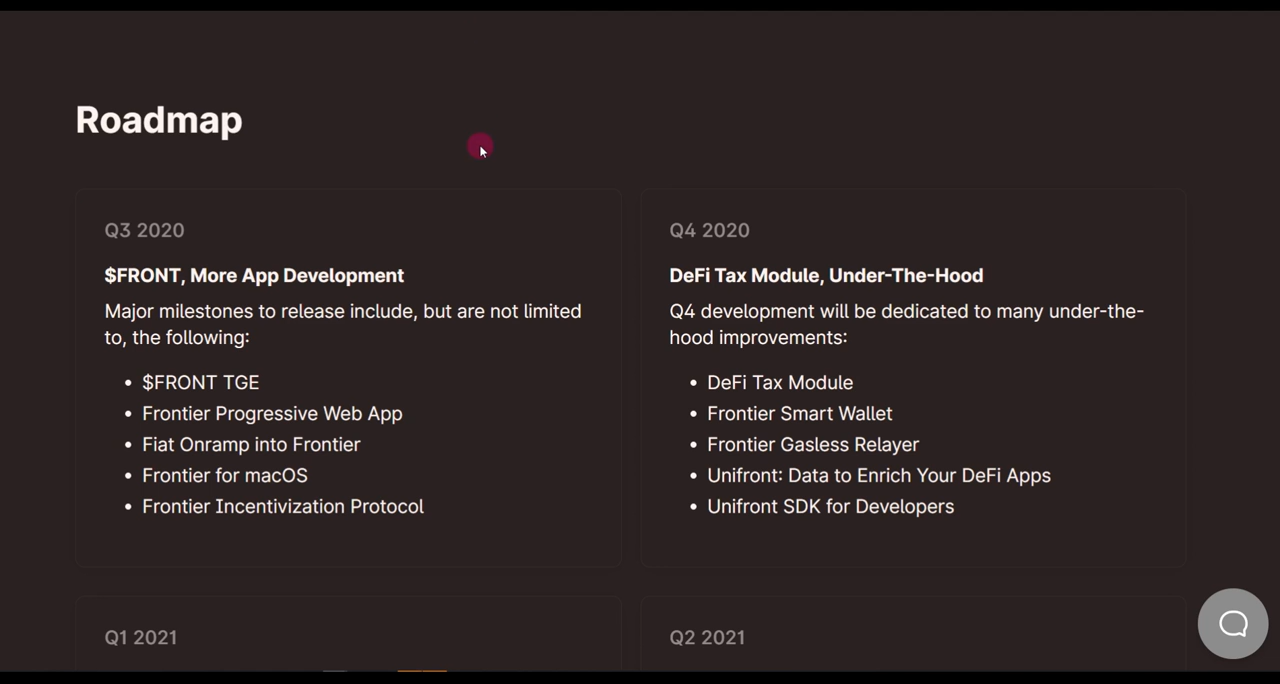 Roadmap
Q3 2020
$FRONT, More App Development
Major milestones to release include, but are not limited
to, the following:
• $FRONT TGE
• Frontier Progressive Web App
• Fiat Onramp into Frontier
• Frontier for macOS
• Frontier Incentivization Protocol
Q4 2020
DeFi Tax Module, Under-The-Hood
Q4 development will be dedicated to many under-the-
hood improvements:
• DeFi Tax Module
• Frontier Smart Wallet
• Frontier Gasless Relayer
• Unifront: Data to Enrich Your DeFi Apps
• Unifront SDK for Developers
Q1 2021
Q2 2021